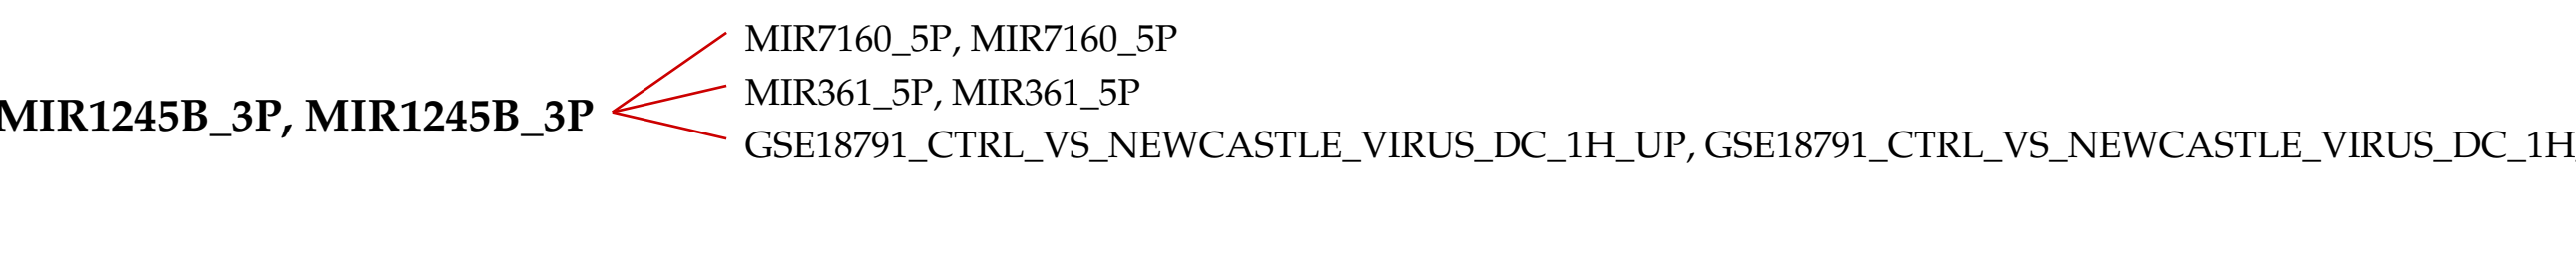 MIR7160_5P, MIR7160_5P
MIR361_5P, MIR361_5P
MIR1245B_3P, MIR1245B_3P
GSE18791_CTRL_VS_NEWCASTLE_VIRUS_DC_1H_UP, GSE18791_CTRL_VS_NEWCASTLE_VIRUS_DC_1H